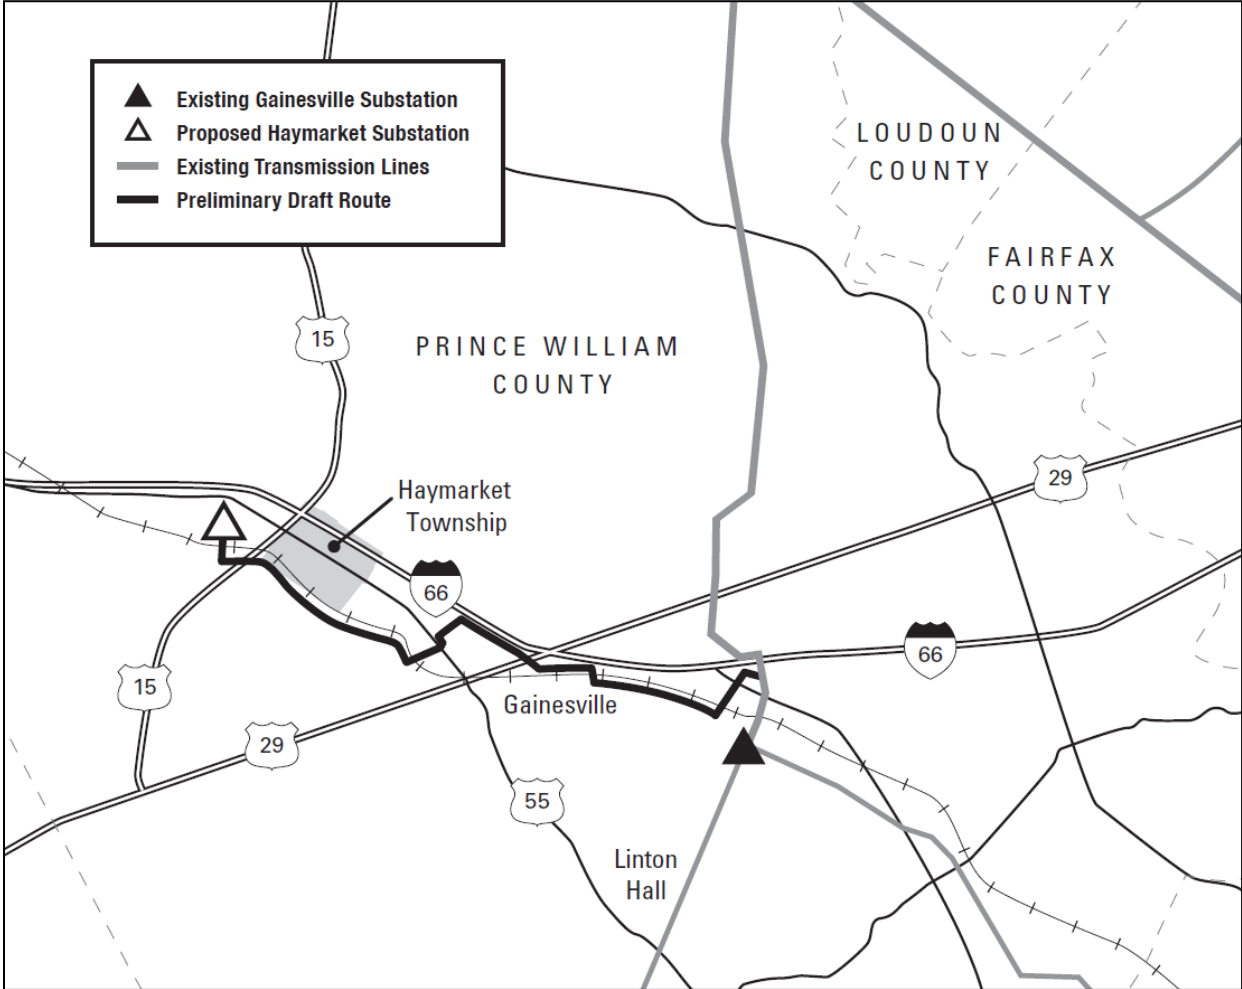 Existing Gainesville Substation
Proposed Haymarket Substation
Existing Transmission Lines
Preliminary Draft Route
LOUDOUN
COUNTY
FAIRFAX
COUNTY
15
PRINCE WILLIAM
COUNTY
29
Haymarket
Township
66
66
15
Gainesville
29
55
Linton
Hall